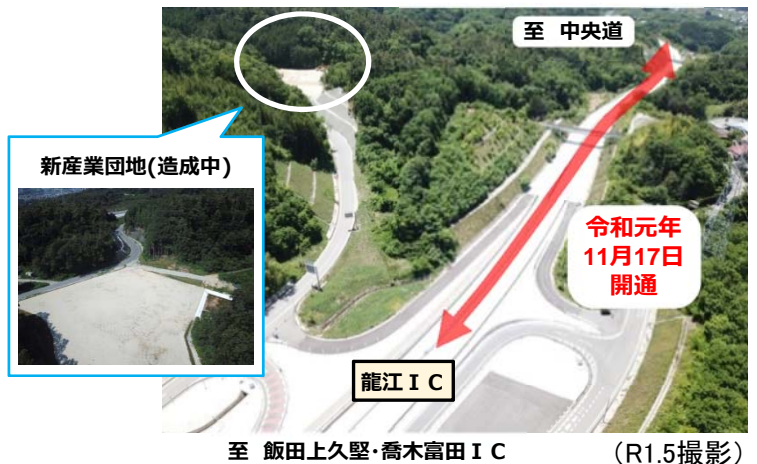 至 中央道
新産業団地(造成中)
令和元年
11月17日
開通
龍江ＩＣ
至 飯田上久堅･喬木富田ＩＣ
（R1.5撮影）